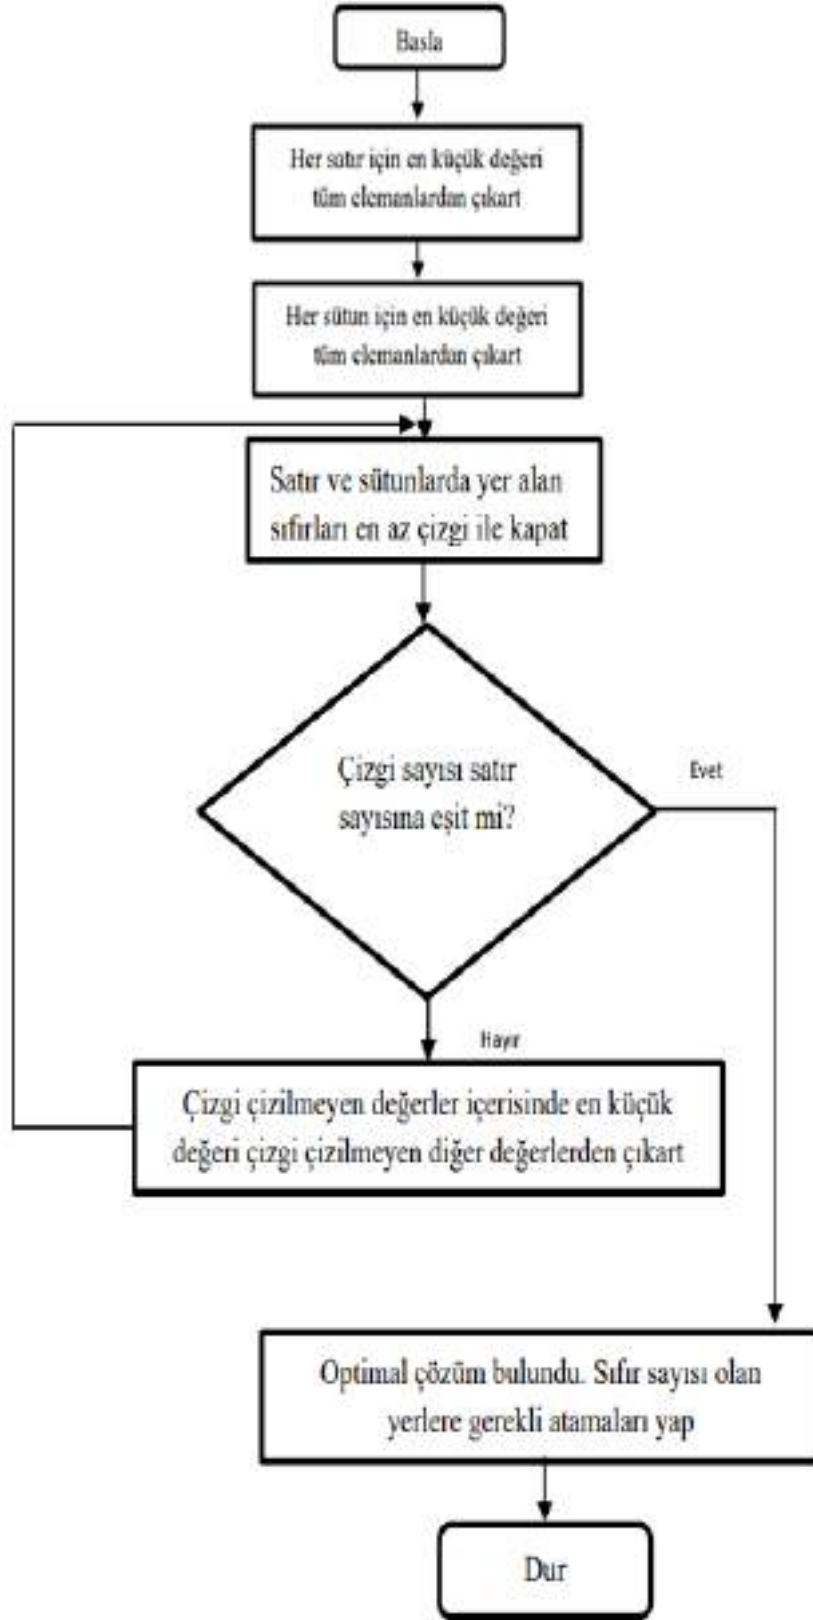 Basla
Her satır için en küçük değeri
tüm elemanlardan çıkart
Her sütun için en küçük değeri
tüm elemanlardan çıkart
Satır ve sütunlarda yer alan
sıfırları en az çizgi ile kapat
Çizgi sayısı satır
sayısına eşit mi?
Evet
Hayır
Çizgi çizilmeyen değerler içerisinde en küçük
değeri çizgi çizilmeyen diğer değerlerden çıkart
Optimal çözüm bulundu. Sıfır sayısı olan
yerlere gerekli atamaları yap
Dur